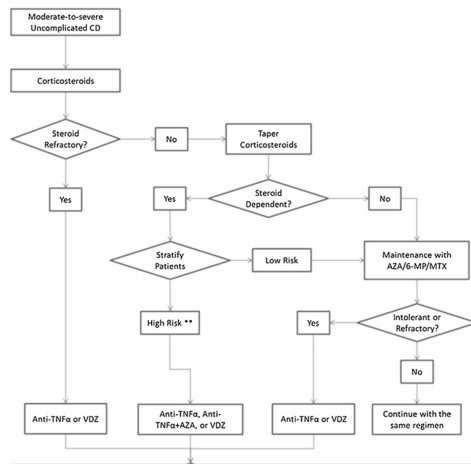 Moderate-to-severe
Uncomplicated CD
Corticosteroids
Steroid
Refractory?
No
Taper
Corticosteroids
Yes
Steroid
Dependent?
Yes
No
Stratify
Patients
Low Risk
Maintenance with
AZA/6-MP/MTX
High Risk **
Yes
Intolerant or
Refractory?
No
Anti-TNFα or VDZ
Anti-TNFα, Anti-
TNFα+AZA, or VDZ
Anti-TNFα or VDZ
Continue with the
same regimen